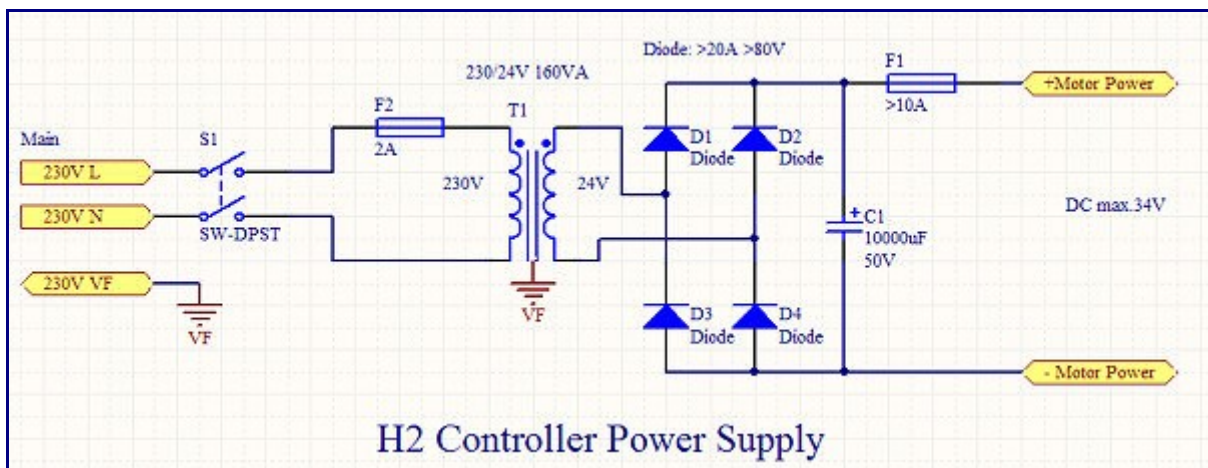 Diode: >20A >80V
F1
230/24V 160VA
+Motor Power
>10A
F2
T1
Main
S1
D1
Diode
D2
Diode
2A
230V L
230V
24V
230V N
DC max.34V
SW-DPST
+
C1
10000uF
50V
230V VF
VF
VF
D3
Diode
D4
Diode
- Motor Power
H2 Controller Power Supply